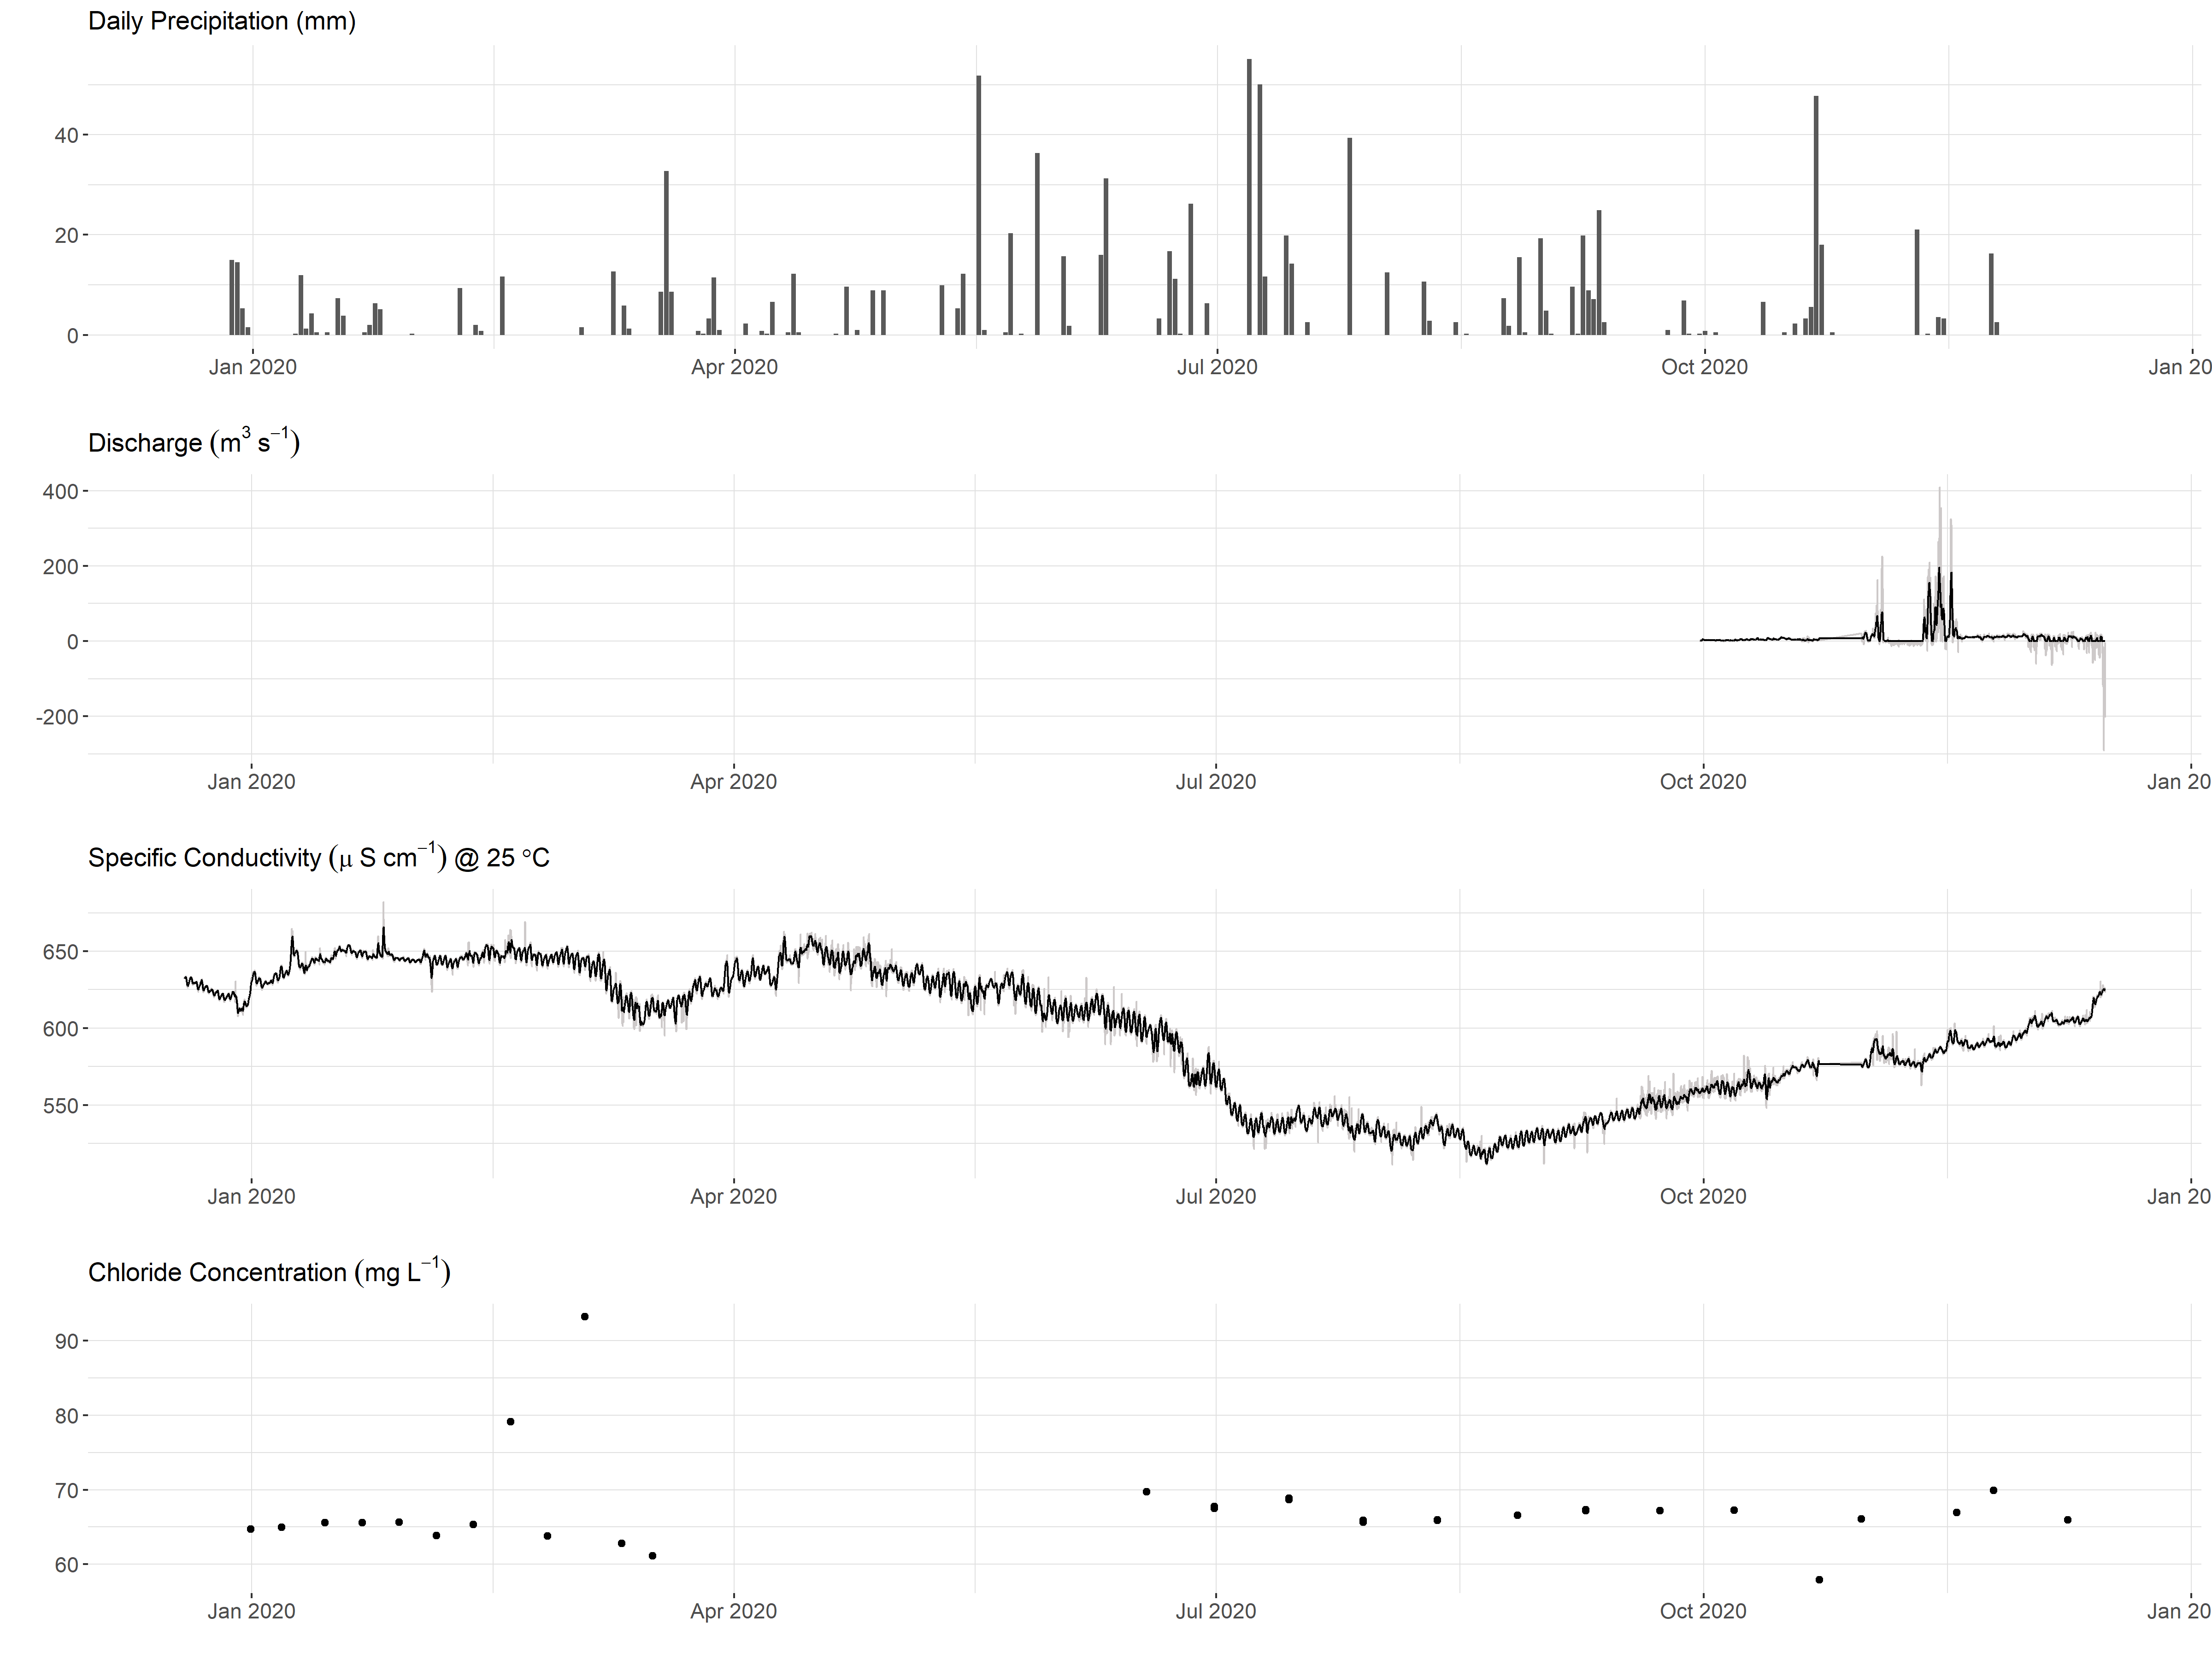 Daily Precipitation (mm)
40
20
0
Jan 2020 Apr 2020 Jul 2020 Oct 2020 Jan 20
Discharge (m³ s⁻¹)
400
200
0
-200
Jan 2020 Apr 2020 Jul 2020 Oct 2020 Jan 20
Specific Conductivity (μ S cm⁻¹) @ 25 °C
650
600
550
Jan 2020 Apr 2020 Jul 2020 Oct 2020 Jan 20
Chloride Concentration (mg L⁻¹)
90
80
70
60
Jan 2020 Apr 2020 Jul 2020 Oct 2020 Jan 20